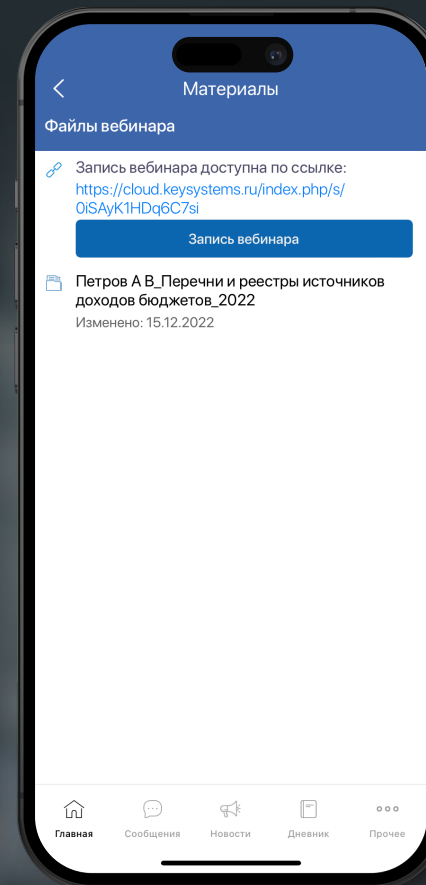 Материалы
Файлы вебинара
Запись вебинара доступна по ссылке:
https://cloud.keysystems.ru/index.php/s/
0iSAyK1HDq6C7si
Запись вебинара
Петров А В_Перечни и реестры источников
доходов бюджетов_2022
Изменено: 15.12.2022
Главная
Сообщения
Новости
Дневник
Прочее